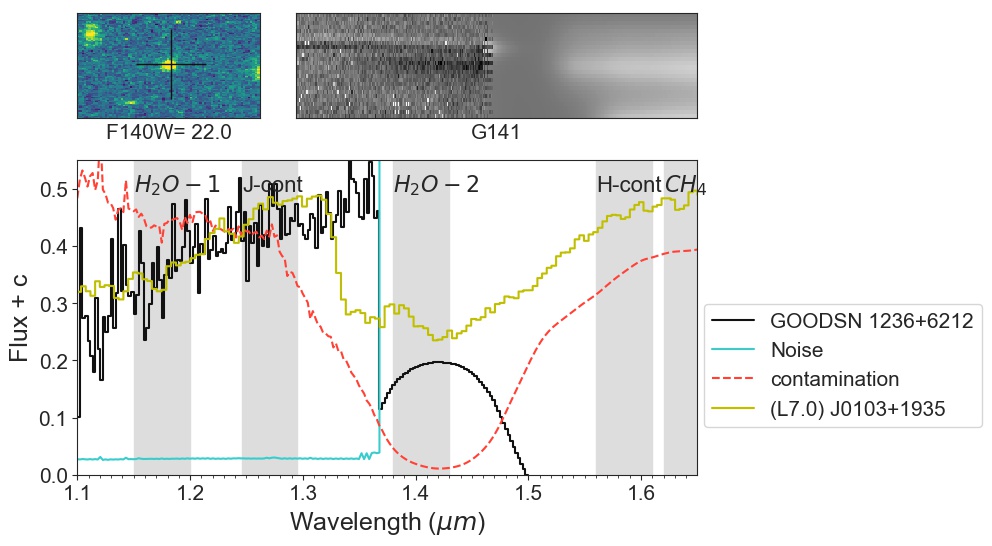 F140W= 22.0
G141
H₂O − 1
J-cont
H₂O − 2
H-cont
CH₄
Flux + c
0.5
0.4
0.3
0.2
0.1
0.0
1.1
1.2
1.3
1.4
1.5
1.6
Wavelength (μm)
GOODSN 1236+6212
Noise
contamination
(L7.0) J0103+1935